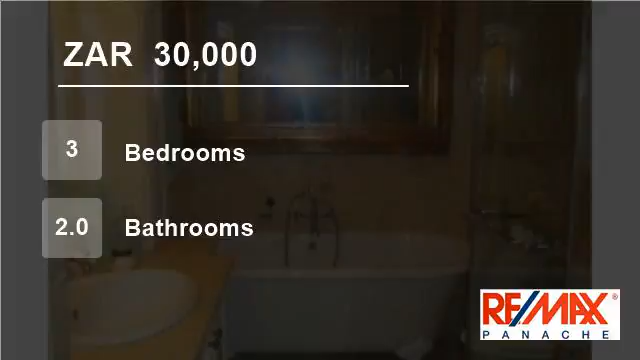 ZAR 30,000
3 Bedrooms
2.0 Bathrooms
RE/MAX®
PANACHE